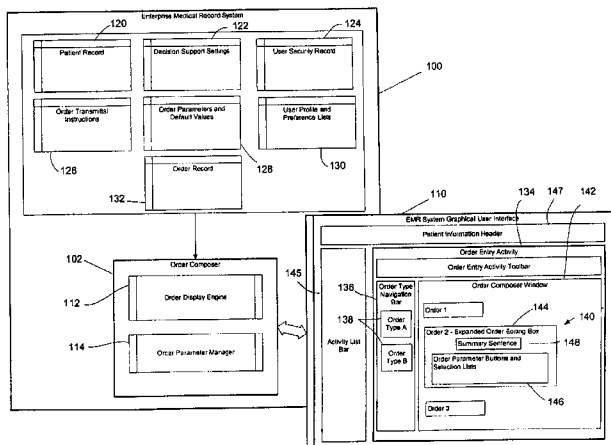 Enterprise Medical Record System
120
122
124
Patient Record
Decision Support Settings
User Security Record
100
Order Transmittal Instructions
Order Parameters and Default Values
User Profile and Preference Lists
126
128
130
Order Record
132
110
147
134
142
EMR System Graphical User Interface
Patient Information Header
102
Order Composer
145
Order Entry Activity
Order Entry Activity Toolbar
112
Order Display Engine
136
Order Type Navigation Bar
Order Composer Window
Order 1
144
140
138
Order Type A
Order 2 - Expanded Order Editing Box
114
Order Parameter Manager
Activity List Bar
Summary Sentence
148
Order Type B
Order Parameter Buttons and Selection Lists
Order 3
146